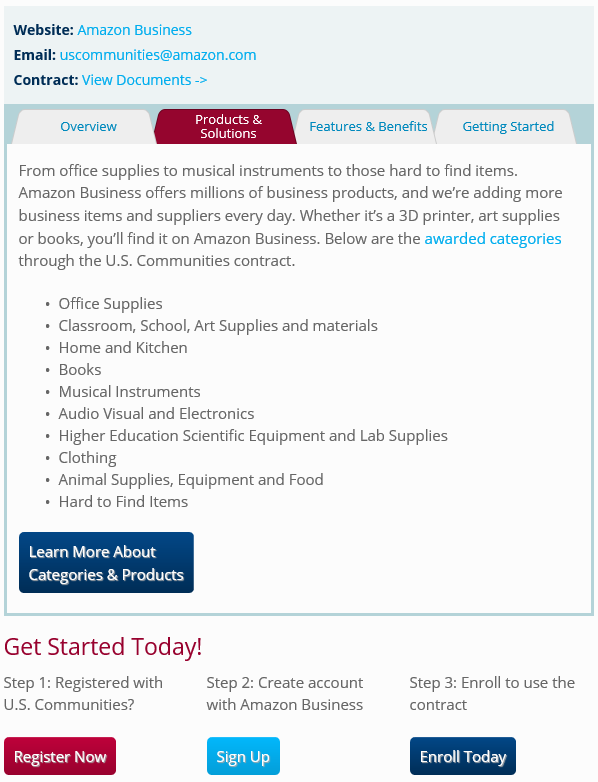 Website: Amazon Business
Email: uscommunities@amazon.com
Contract: View Documents ->
Overview
Products &
Solutions
Features & Benefits
Getting Started
From office supplies to musical instruments to those hard to find items.
Amazon Business offers millions of business products, and we're adding more
business items and suppliers every day. Whether it's a 3D printer, art supplies
or books, you'll find it on Amazon Business. Below are the awarded categories
through the U.S. Communities contract.
• Office Supplies
• Classroom, School, Art Supplies and materials
• Home and Kitchen
• Books
• Musical Instruments
• Audio Visual and Electronics
• Higher Education Scientific Equipment and Lab Supplies
• Clothing
• Animal Supplies, Equipment and Food
• Hard to Find Items
Learn More About
Categories & Products
Get Started Today!
Step 1: Registered with
U.S. Communities?
Register Now
Step 2: Create account
with Amazon Business
Sign Up
Step 3: Enroll to use the
contract
Enroll Today